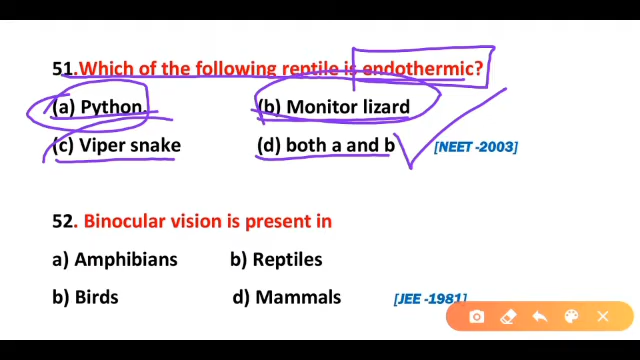 51.Which of the following reptile is endothermic?
(a) Python. (b) Monitor lizard
(c) Viper snake (d) both a and b [NEET -2003]
52. Binocular vision is present in
a) Amphibians b) Reptiles
b) Birds d) Mammals [JEE -1981]